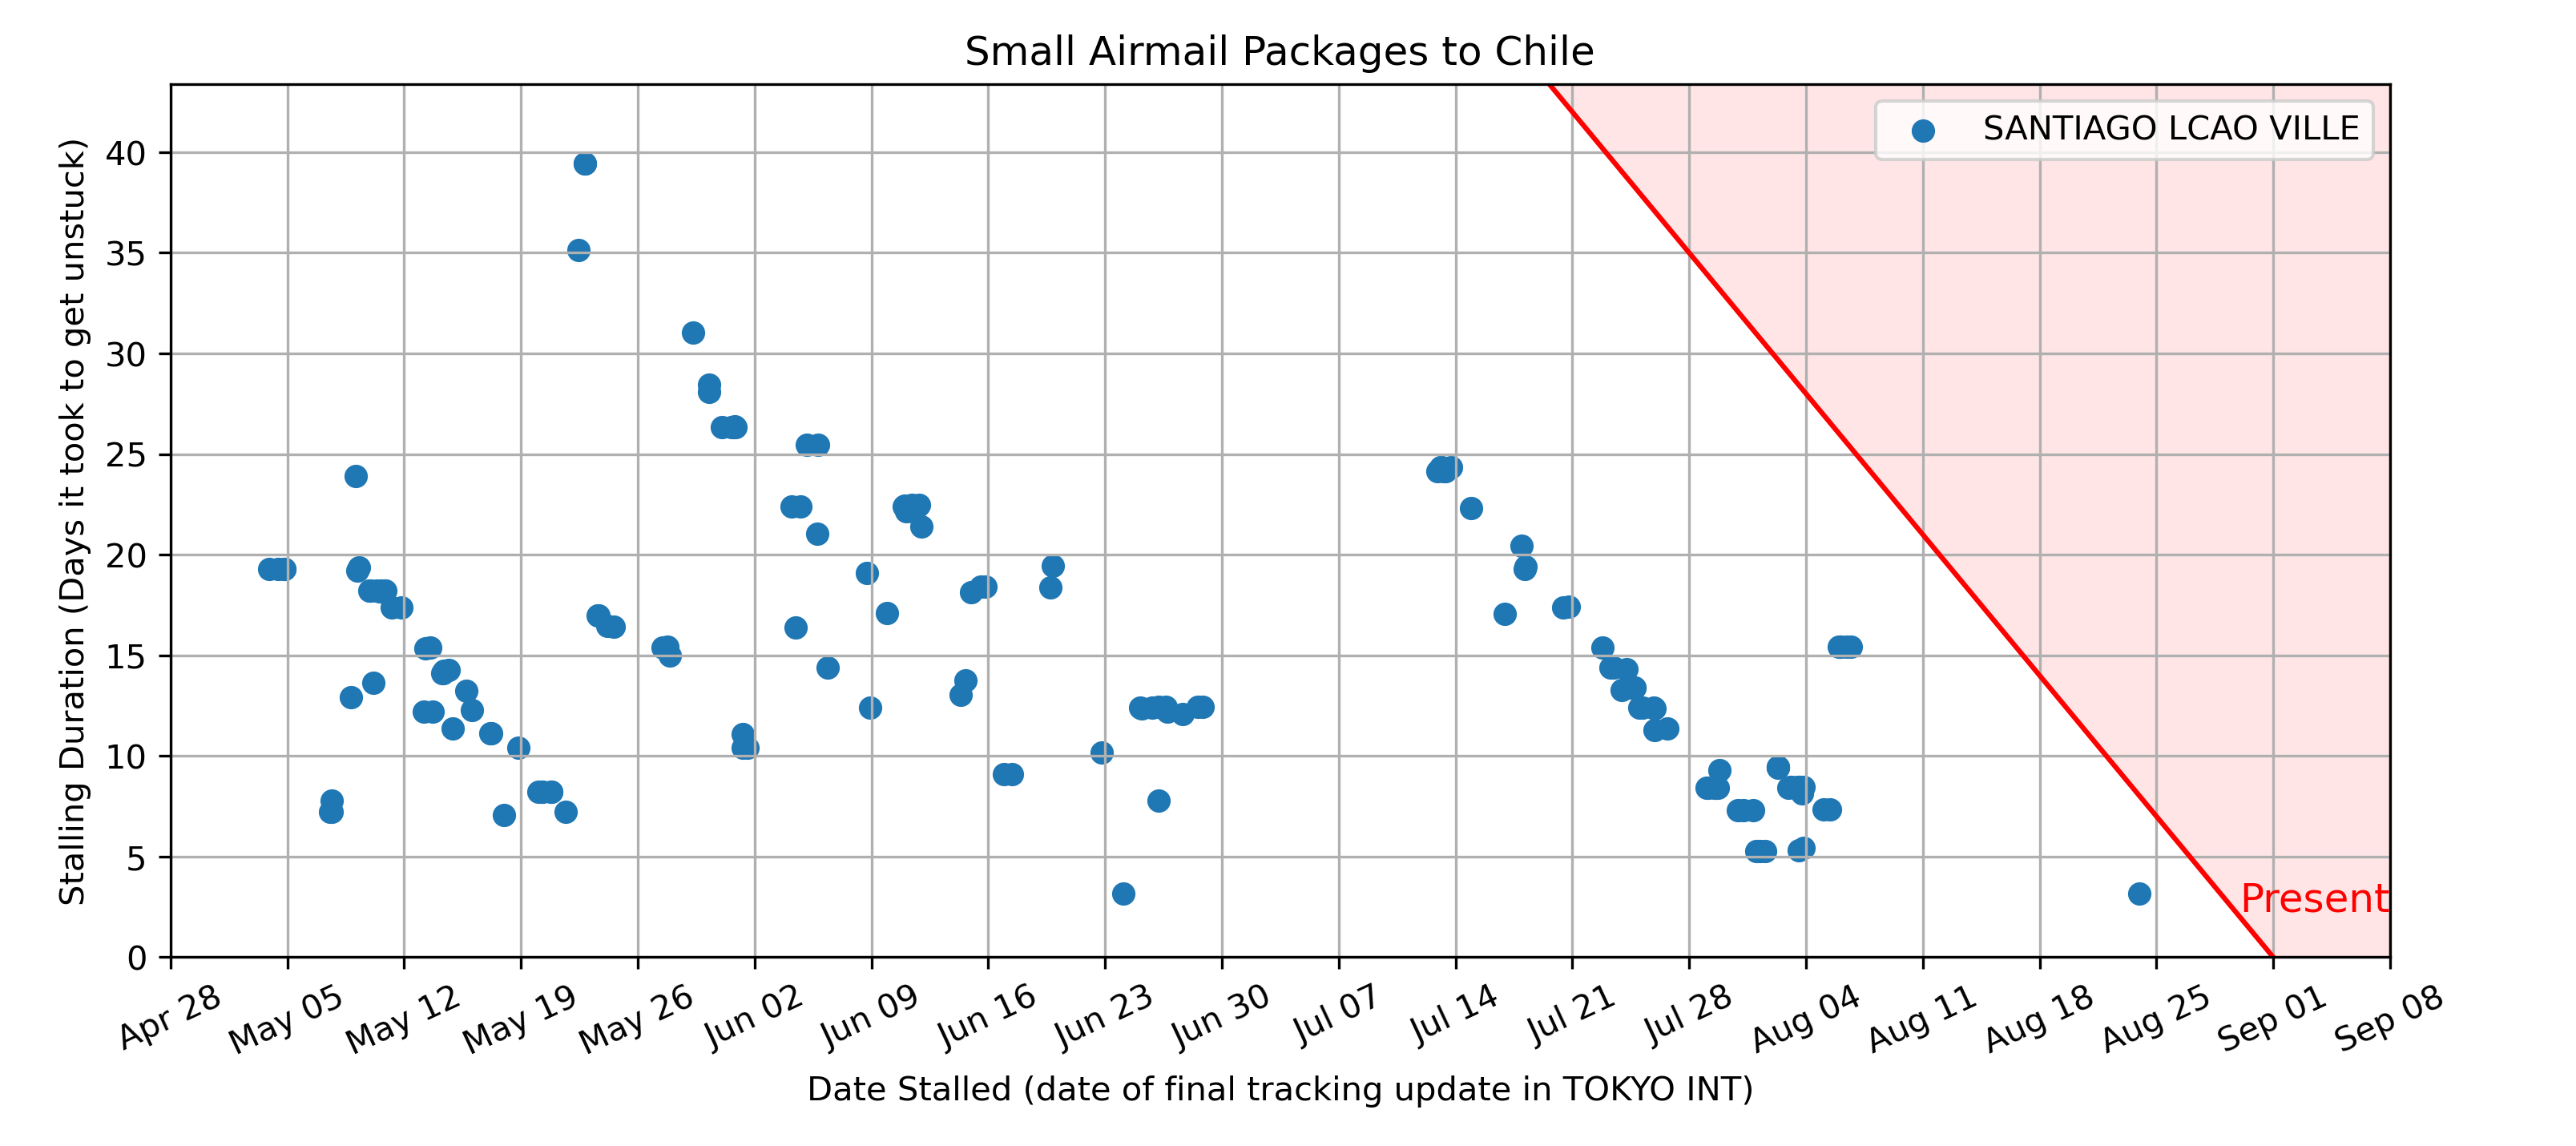 Small Airmail Packages to Chile
SANTIAGO LCAO VILLE
Stalling Duration (Days it took to get unstuck)
40
35
30
25
20
15
10
5
0
Present
Apr 28
May 05
May 12
May 19
May 26
Jun 02
Jun 09
Jun 16
Jun 23
Jun 30
Jul 07
Jul 14
Jul 21
Jul 28
Aug 04
Aug 11
Aug 18
Aug 25
Sep 01
Sep 08
Date Stalled (date of final tracking update in TOKYO INT)